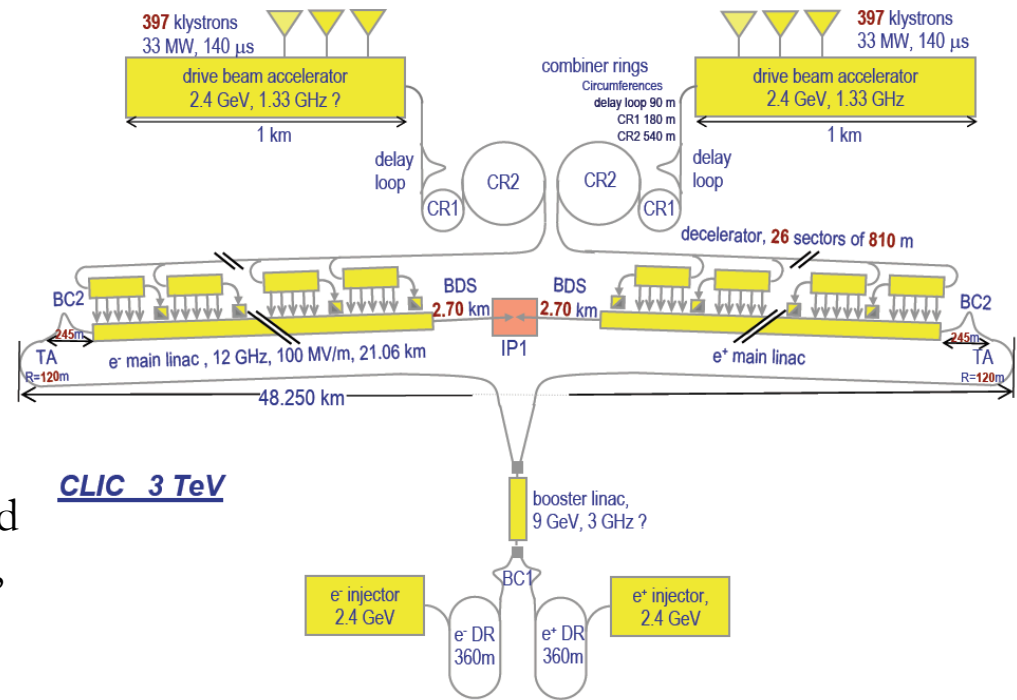 397 klystrons
33 MW, 140 μs
drive beam accelerator
2.4 GeV, 1.33 GHz ?
1 km
delay
loop
CR1
CR2
combiner rings
Circumferences
delay loop 90 m
CR1 180 m
CR2 540 m
397 klystrons
33 MW, 140 μs
drive beam accelerator
2.4 GeV, 1.33 GHz
1 km
delay
loop
CR2
CR1
decelerator, 26 sectors of 810 m
BC2
245m
TA
R=120m
e- main linac , 12 GHz, 100 MV/m, 21.06 km
BDS
2.70 km
IP1
BDS
2.70 km
e+ main linac
BC2
245m
TA
R=120m
48.250 km
CLIC 3 TeV
d
,
booster linac,
9 GeV, 3 GHz ?
BC1
e- injector
2.4 GeV
e- DR
360m
e+ DR
360m
e+ injector,
2.4 GeV